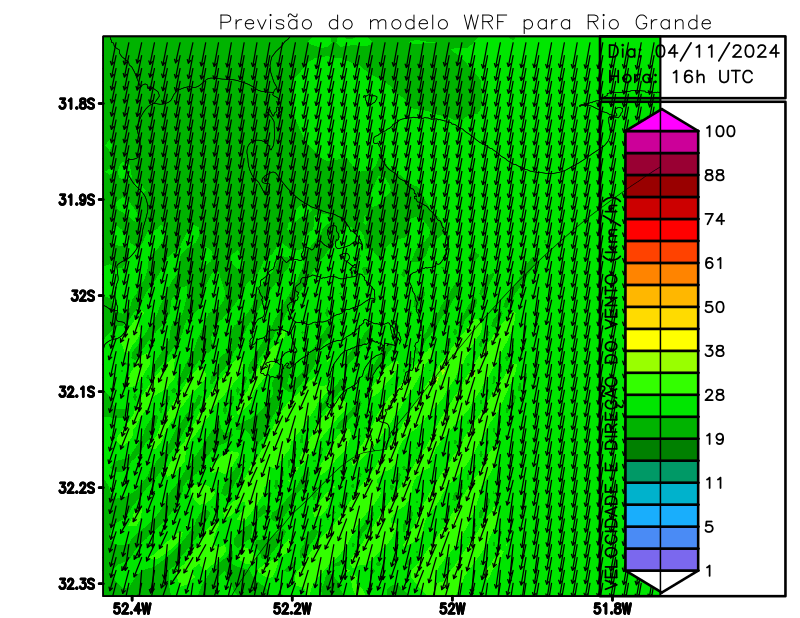 Previsão do modelo WRF para Rio Grande
Dia: 04/11/2024
Hora: 16h UTC
31.8S
31.9S
32S
32.1S
32.2S
32.3S
52.4W
52.2W
52W
51.8W
VELOCIDADE E DIREÇÃO DO VENTO (km/h)
100
88
74
61
50
38
28
19
11
5
1